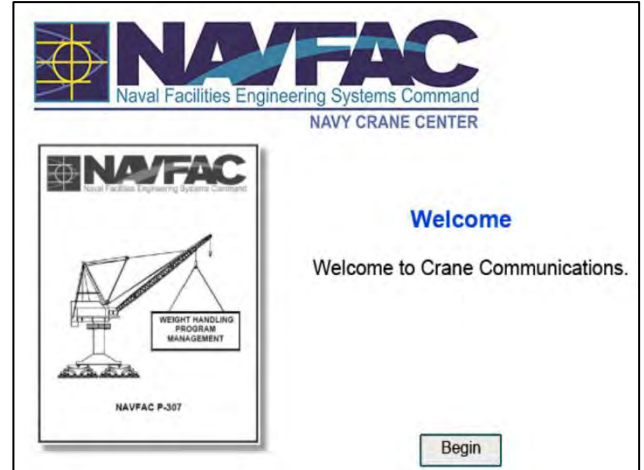 NAVFAC
Naval Facilities Engineering Systems Command
NAVY CRANE CENTER
NAVFAC
Naval Facilities Engineering Systems Command
WEIGHT HANDLING
PROGRAM
MANAGEMENT
NAVFAC P-307
Welcome
Welcome to Crane Communications.
Begin